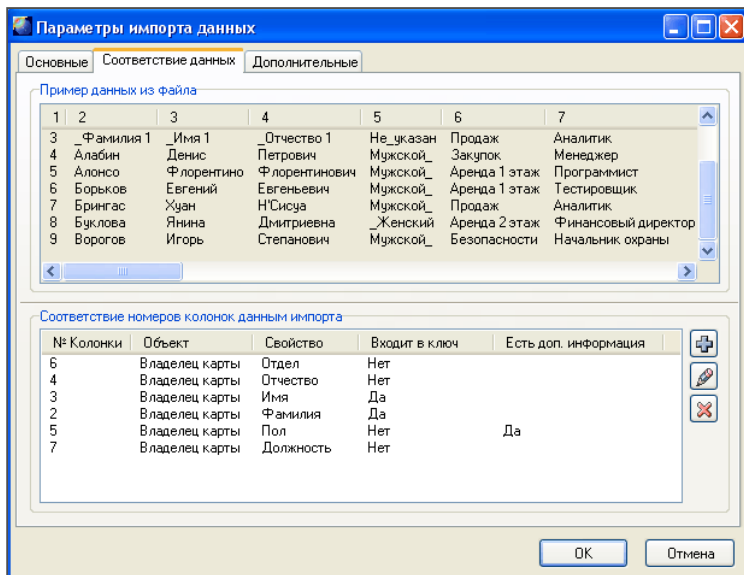 Параметры импорта данных
Основные Соответствие данных Дополнительные
Пример данных из файла
1 2 3 4 5 6 7
3 _Фамилия 1 _Имя 1 _Отчество 1 Не_указан Продаж Аналитик
4 Алабин Денис Петрович Мужской_ Закупок Менеджер
5 Алонсо Флорентино Флорентинович Мужской_ Аренда 1 этаж Программист
6 Борьков Евгений Евгеньевич Мужской_ Аренда 1 этаж Тестировщик
7 Брингас Хуан Н'Сисуа Мужской_ Продаж Аналитик
8 Буклова Янина Дмитриевна _Женский Аренда 2 этаж Финансовый директор
9 Ворогов Игорь Степанович Мужской_ Безопасности Начальник охраны
Соответствие номеров колонок данным импорта
№ Колонки Объект Свойство Входит в ключ Есть доп. информация
6 Владелец карты Отдел Нет
4 Владелец карты Отчество Нет
3 Владелец карты Имя Да
2 Владелец карты Фамилия Да
5 Владелец карты Пол Нет Да
7 Владелец карты Должность Нет
OK Отмена